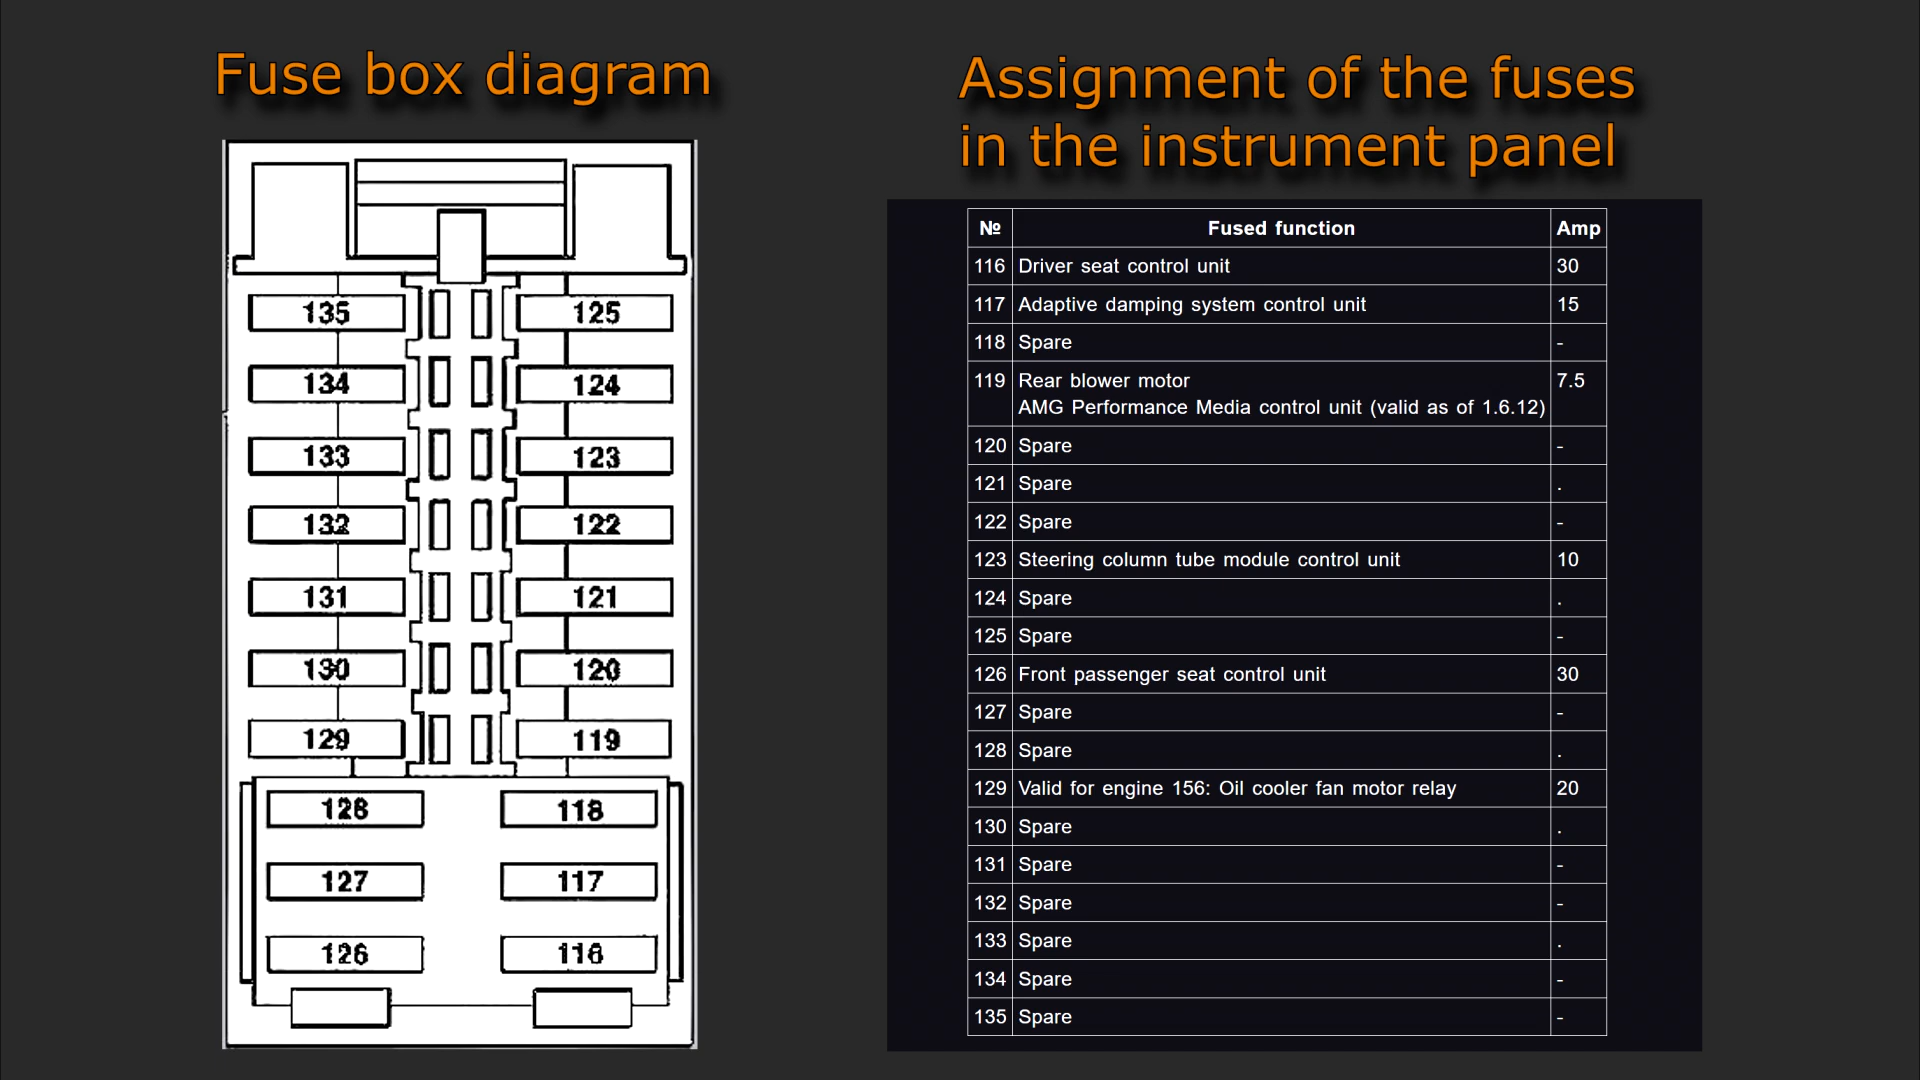 Fuse box diagram
135
125
134
124
133
123
132
122
131
121
130
120
129
119
128
118
127
117
126
116
Assignment of the fuses
in the instrument panel
№ Fused function Amp
116 Driver seat control unit 30
117 Adaptive damping system control unit 15
118 Spare -
119 Rear blower motor 7.5
AMG Performance Media control unit (valid as of 1.6.12)
120 Spare -
121 Spare .
122 Spare -
123 Steering column tube module control unit 10
124 Spare .
125 Spare -
126 Front passenger seat control unit 30
127 Spare -
128 Spare .
129 Valid for engine 156: Oil cooler fan motor relay 20
130 Spare .
131 Spare -
132 Spare -
133 Spare .
134 Spare -
135 Spare -